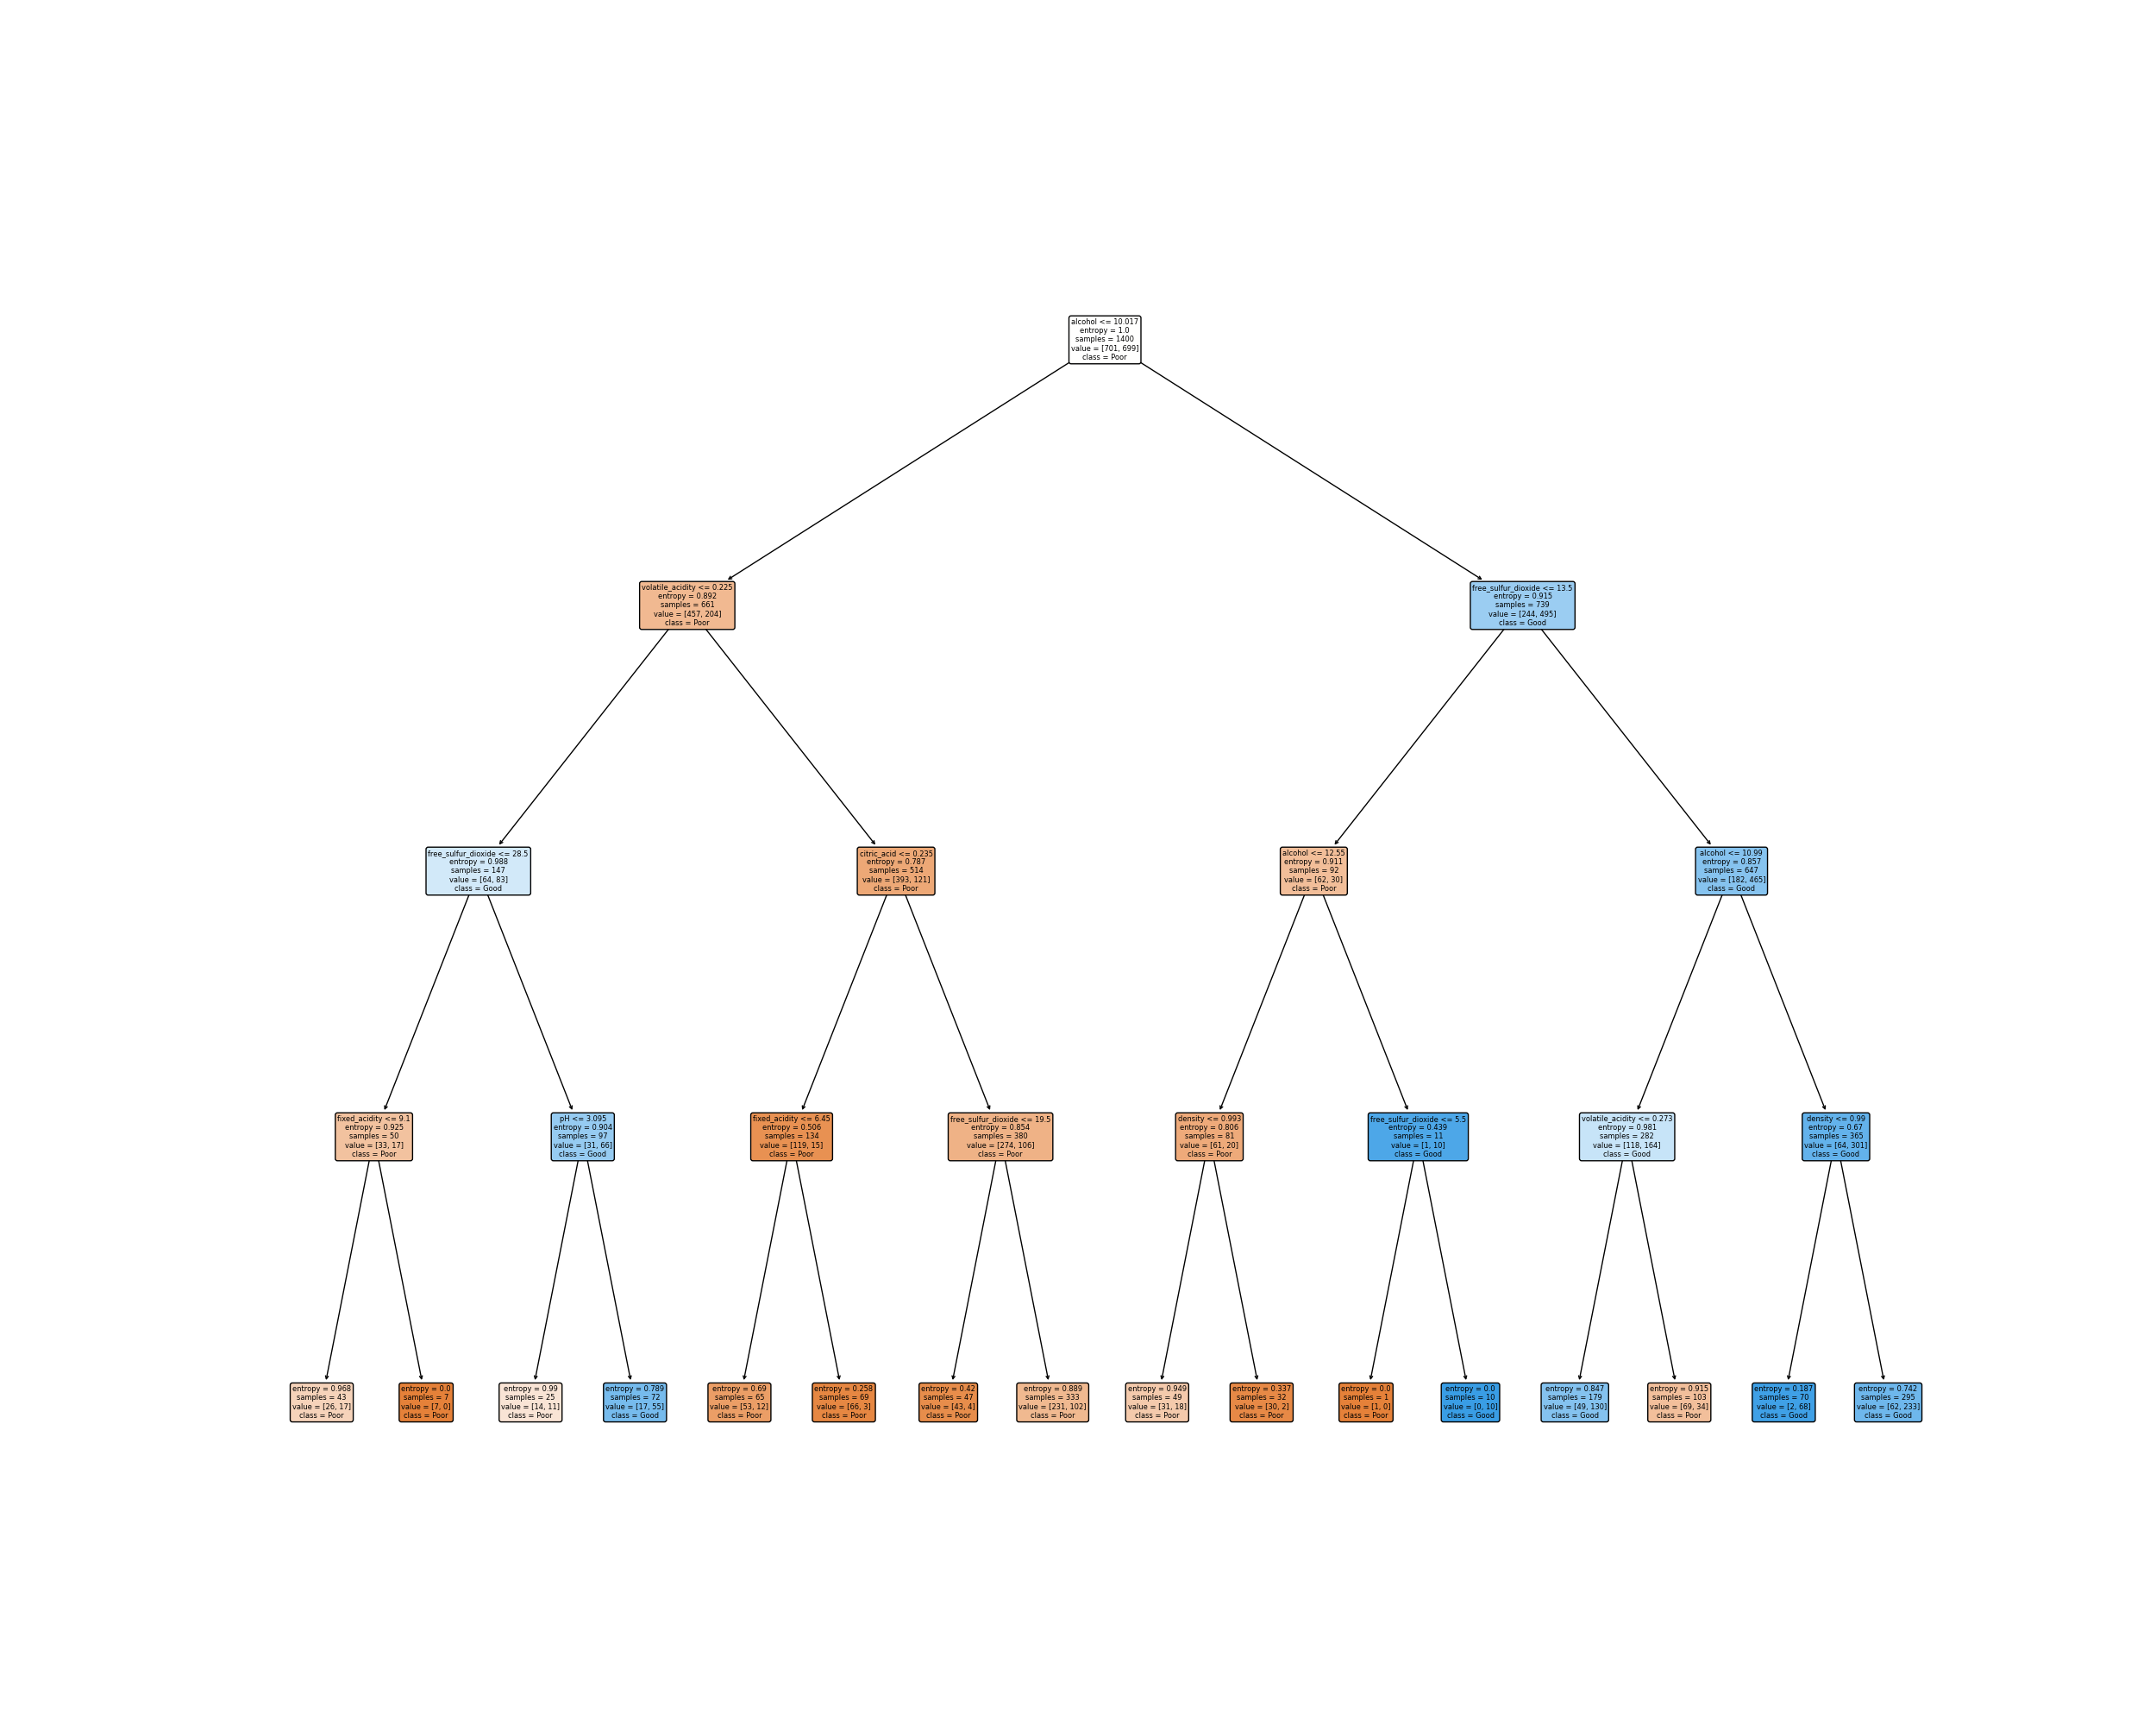 alcohol <= 10.017
entropy = 1.0
samples = 1400
value = [701, 699]
class = Poor
volatile_acidity <= 0.225
entropy = 0.892
samples = 661
value = [457, 204]
class = Poor
free_sulfur_dioxide <= 13.5
entropy = 0.915
samples = 739
value = [244, 495]
class = Good
free_sulfur_dioxide <= 28.5
entropy = 0.988
samples = 147
value = [64, 83]
class = Good
citric_acid <= 0.235
entropy = 0.787
samples = 514
value = [393, 121]
class = Poor
alcohol <= 12.55
entropy = 0.911
samples = 92
value = [62, 30]
class = Poor
alcohol <= 10.99
entropy = 0.857
samples = 647
value = [182, 465]
class = Good
fixed_acidity <= 9.1
entropy = 0.925
samples = 50
value = [33, 17]
class = Poor
pH <= 3.095
entropy = 0.904
samples = 97
value = [31, 66]
class = Good
fixed_acidity <= 6.45
entropy = 0.506
samples = 134
value = [119, 15]
class = Poor
free_sulfur_dioxide <= 19.5
entropy = 0.854
samples = 380
value = [274, 106]
class = Poor
density <= 0.993
entropy = 0.806
samples = 81
value = [61, 20]
class = Poor
free_sulfur_dioxide <= 5.5
entropy = 0.439
samples = 11
value = [1, 10]
class = Good
volatile_acidity <= 0.273
entropy = 0.981
samples = 282
value = [118, 164]
class = Good
density <= 0.99
entropy = 0.67
samples = 365
value = [64, 301]
class = Good
entropy = 0.968
samples = 43
value = [26, 17]
class = Poor
entropy = 0.0
samples = 7
value = [7, 0]
class = Poor
entropy = 0.99
samples = 25
value = [14, 11]
class = Poor
entropy = 0.789
samples = 72
value = [17, 55]
class = Good
entropy = 0.69
samples = 65
value = [53, 12]
class = Poor
entropy = 0.258
samples = 69
value = [66, 3]
class = Poor
entropy = 0.42
samples = 47
value = [43, 4]
class = Poor
entropy = 0.889
samples = 333
value = [231, 102]
class = Poor
entropy = 0.949
samples = 49
value = [31, 18]
class = Poor
entropy = 0.337
samples = 32
value = [30, 2]
class = Poor
entropy = 0.0
samples = 1
value = [1, 0]
class = Poor
entropy = 0.0
samples = 10
value = [0, 10]
class = Good
entropy = 0.847
samples = 179
value = [49, 130]
class = Good
entropy = 0.915
samples = 103
value = [69, 34]
class = Poor
entropy = 0.187
samples = 70
value = [2, 68]
class = Good
entropy = 0.742
samples = 295
value = [62, 233]
class = Good